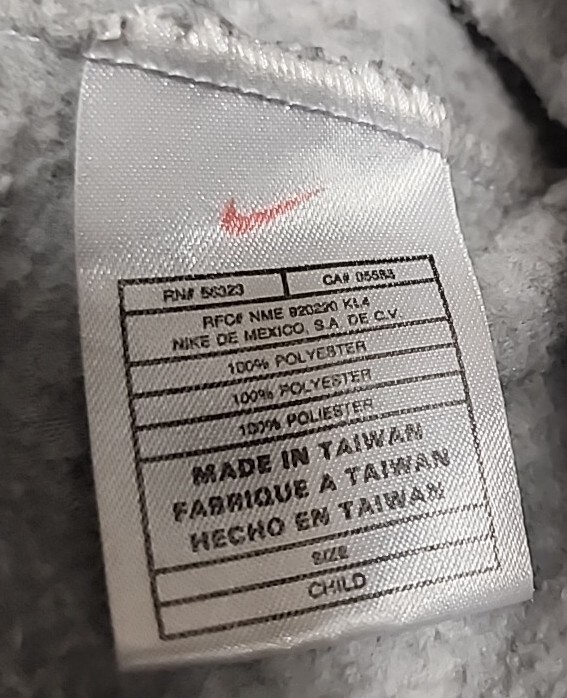 RN# 56323
CA# 05553
RFC# NME 920220 KL4
NIKE DE MEXICO, S.A. DE C.V.
100% POLYESTER
100% POLYESTER
100% POLIESTER
MADE IN TAIWAN
FABRIQUE A TAIWAN
HECHO EN TAIWAN
SIZE
CHILD